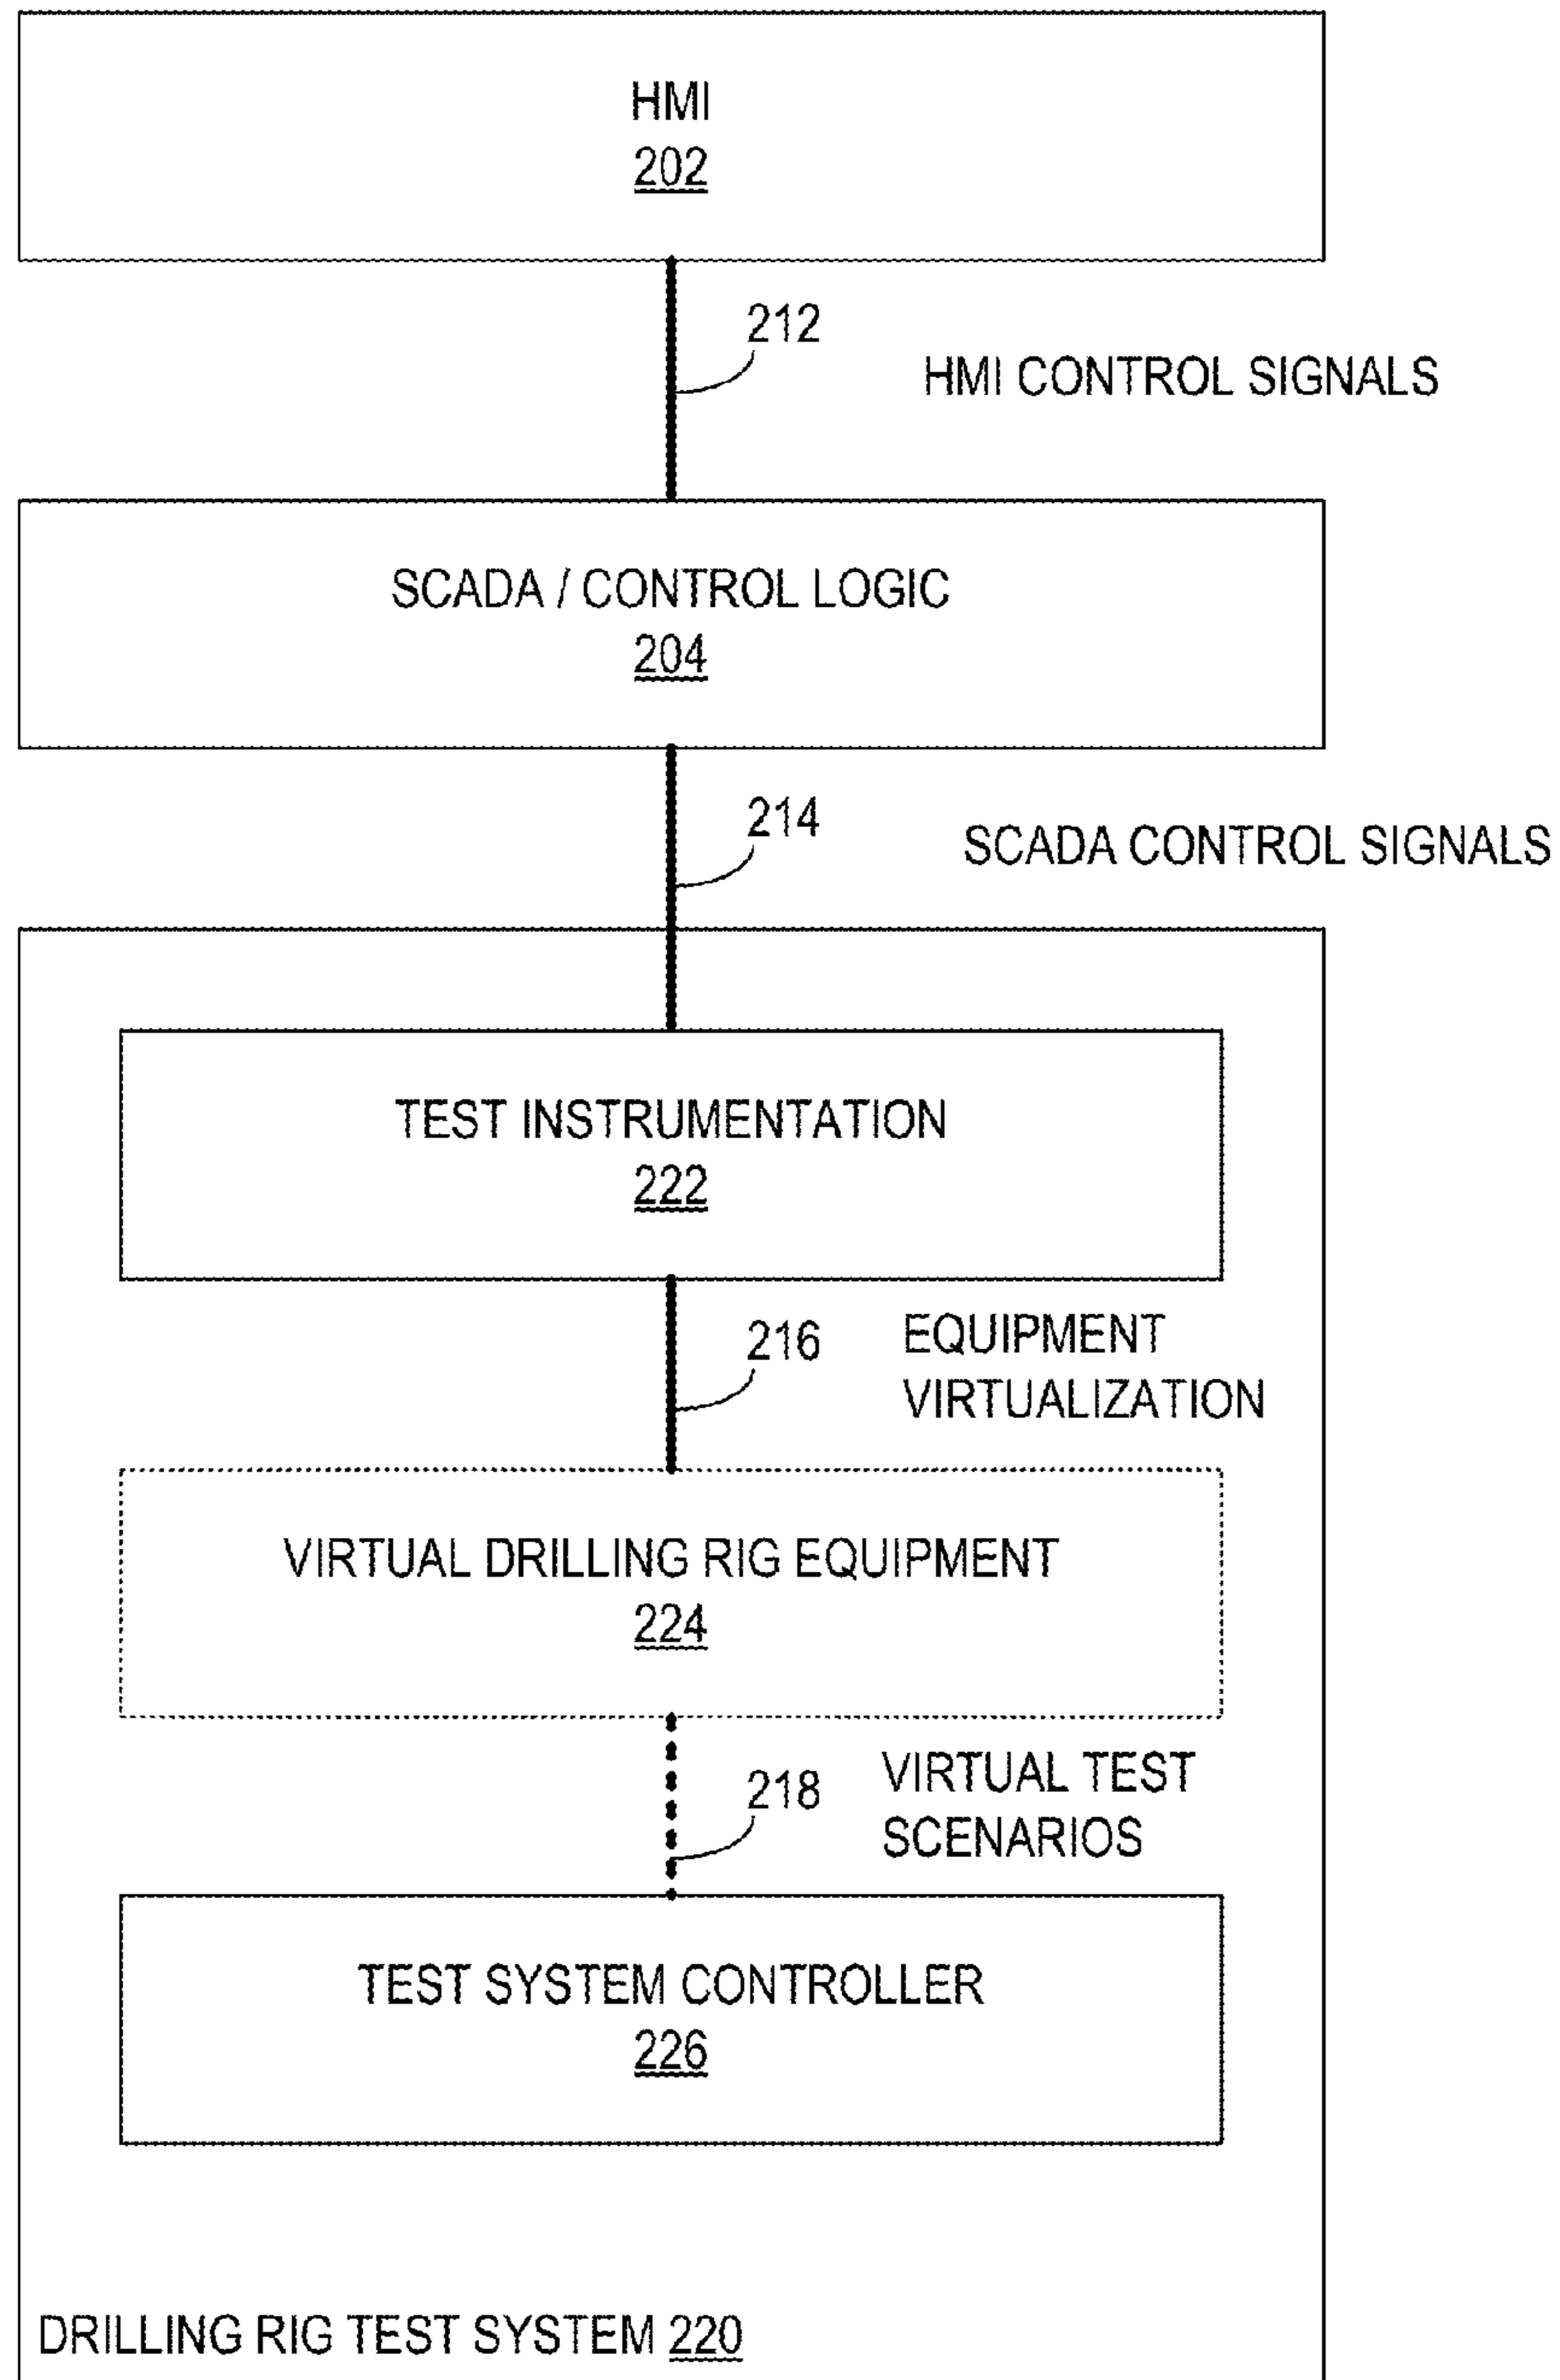 HMI
202
212
HMI CONTROL SIGNALS
SCADA / CONTROL LOGIC
204
214
SCADA CONTROL SIGNALS
TEST INSTRUMENTATION
222
216
EQUIPMENT
VIRTUALIZATION
VIRTUAL DRILLING RIG EQUIPMENT
224
218
VIRTUAL TEST
SCENARIOS
TEST SYSTEM CONTROLLER
226
DRILLING RIG TEST SYSTEM 220